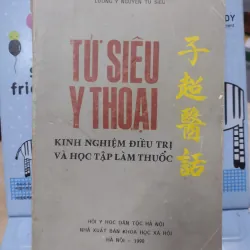 LƯƠNG Y NGUYỄN TỬ SIÊU
TỬ SIÊU
Y THOẠI
子超醫話
KINH NGHIỆM ĐIỀU TRỊ
VÀ HỌC TẬP LÀM THUỐC
HỘI Y HỌC DÂN TỘC HÀ NỘI
NHÀ XUẤT BẢN KHOA HỌC XÃ HỘI
HÀ NỘI -